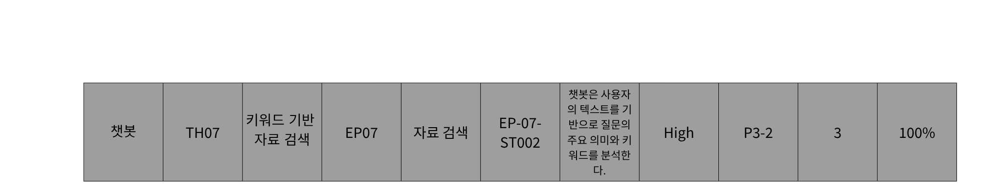 챗봇
TH07
키워드 기반
자료 검색
EP07
자료 검색
EP-07-
ST002
챗봇은 사용자
의 텍스트를 기
반으로 질문의
주요 의미와 키
워드를 분석한
다.
High
P3-2
3
100%